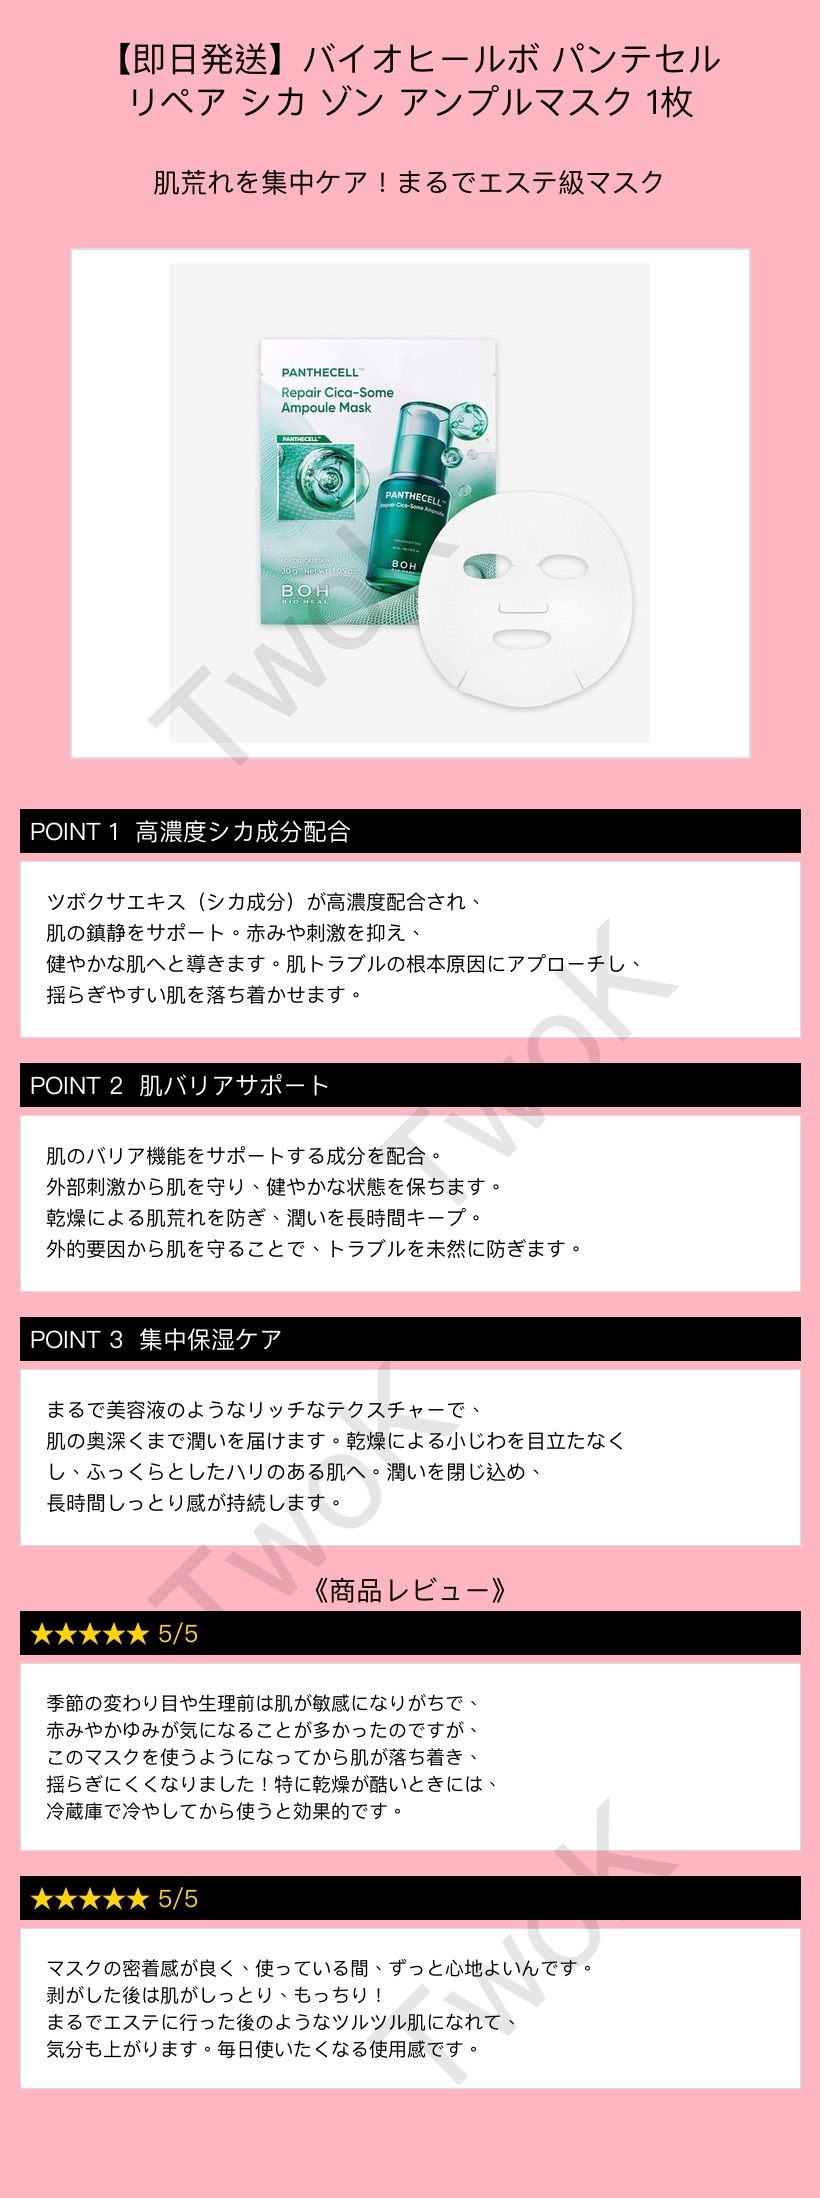 【即日発送】バイオヒールボ パンテセル
リペア シカ ゾン アンプルマスク 1枚
肌荒れを集中ケア！まるでエステ級マスク
PANTHECELL™
Repair Cica-Some
Ampoule Mask
PANTHECELL™
PANTHECELL™
Repair Cica-Some Ampoule
FOR DELICATE SKIN
30 g / Net wt. 1.05 oz.
BOH
BIO HEAL
BOH
TwoK
POINT 1 高濃度シカ成分配合
ツボクサエキス（シカ成分）が高濃度配合され、
肌の鎮静をサポート。赤みや刺激を抑え、
健やかな肌へと導きます。肌トラブルの根本原因にアプローチし、
揺らぎやすい肌を落ち着かせます。
TwoK
POINT 2 肌バリアサポート
肌のバリア機能をサポートする成分を配合。
外部刺激から肌を守り、健やかな状態を保ちます。
乾燥による肌荒れを防ぎ、潤いを長時間キープ。
外的要因から肌を守ることで、トラブルを未然に防ぎます。
POINT 3 集中保湿ケア
まるで美容液のようなリッチなテクスチャーで、
肌の奥深くまで潤いを届けます。乾燥による小じわを目立たなく
し、ふっくらとしたハリのある肌へ。潤いを閉じ込め、
長時間しっとり感が持続します。
TwoK
《商品レビュー》
★★★★★ 5/5
季節の変わり目や生理前は肌が敏感になりがちで、
赤みやかゆみが気になることが多かったのですが、
このマスクを使うようになってから肌が落ち着き、
揺らぎにくくなりました！特に乾燥が酷いときには、
冷蔵庫で冷やしてから使うと効果的です。
★★★★★ 5/5
マスクの密着感が良く、使っている間、ずっと心地よいんです。
剥がした後は肌がしっとり、もっちり！
まるでエステに行った後のようなツルツル肌になれて、
気分も上がります。毎日使いたくなる使用感です。
TwoK